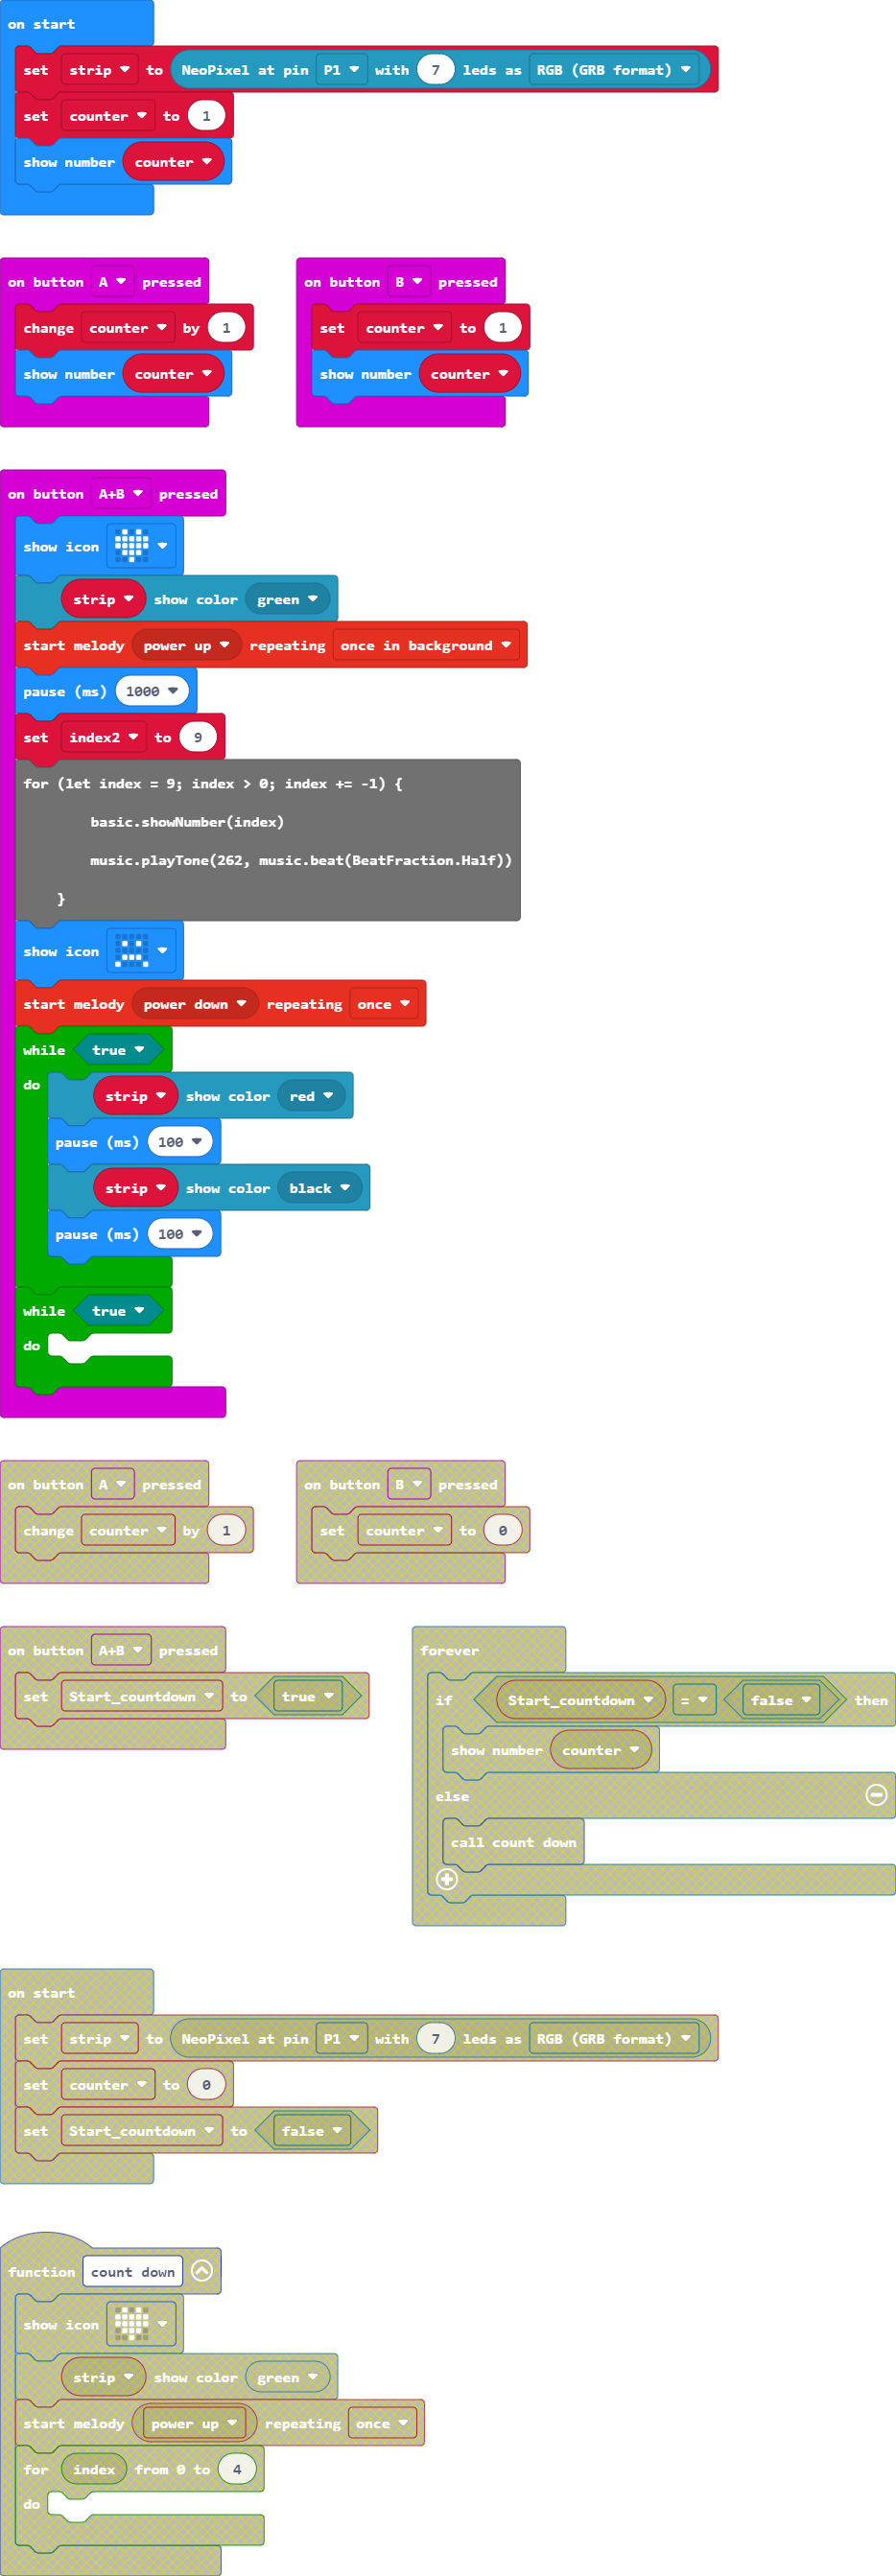 on start
set strip to NeoPixel at pin P1 with 7 leds as RGB (GRB format)
set counter to 1
show number counter
on button A pressed
change counter by 1
show number counter
on button B pressed
set counter to 1
show number counter
on button A+B pressed
show icon
strip show color green
start melody power up repeating once in background
pause (ms) 1000
set index2 to 9
for (let index = 9; index > 0; index += -1) {
basic.showNumber(index)
music.playTone(262, music.beat(BeatFraction.Half))
}
show icon
start melody power down repeating once
while true
do
strip show color red
pause (ms) 100
strip show color black
pause (ms) 100
while true
do
on button A pressed
change counter by 1
on button B pressed
set counter to 0
on button A+B pressed
set Start_countdown to true
forever
if Start_countdown = false then
show number counter
else
call count down
on start
set strip to NeoPixel at pin P1 with 7 leds as RGB (GRB format)
set counter to 0
set Start_countdown to false
function count down
show icon
strip show color green
start melody power up repeating once
for index from 0 to 4
do